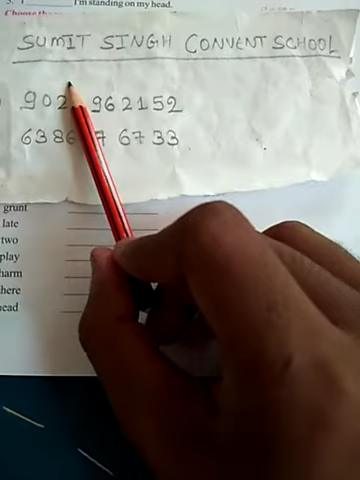 I'm standing on my head.
SUMIT SINGH CONVENT SCHOOL
902 962152
6386 7 6733
grunt
late
two
play
harm
here
head